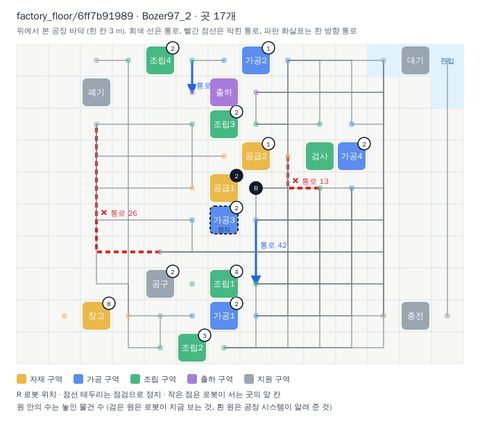 factory_floor/6ff7b91989 · Bozer97_2 · 곳 17개
위에서 본 공장 바닥 (한 칸 3 m). 회색 선은 통로, 빨간 점선은 막힌 통로, 파란 화살표는 한 방향 통로
조립4 2 가공2 1 대기 진입
통로
폐기 출하
조립3 2
공급2 1 검사 가공4 2
공급1 2 R ✕ 통로 13
✕ 통로 26 가공3 2
정지
통로 42
공구 2 조립1 4
창고 8 가공1 2 충전
조립2 3
자재 구역 가공 구역 조립 구역 출하 구역 지원 구역
R 로봇 위치 · 점선 테두리는 점검으로 정지 · 작은 점은 로봇이 서는 곳의 앞 칸
원 안의 수는 놓인 물건 수 (검은 원은 로봇이 지금 보는 것, 흰 원은 공장 시스템이 알려 준 것)